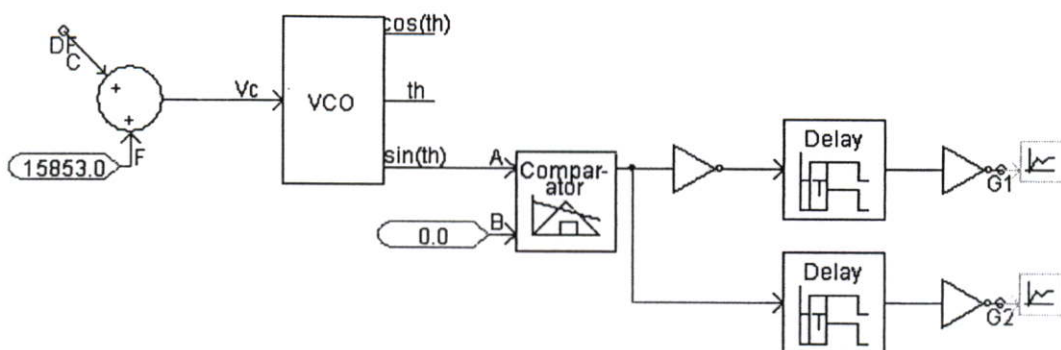 cos(th)
DF
C
+
Vc
VCO
th
+
F
15853.0
sin(th)
A
Compar-
ator
B
0.0
Delay
T
G1
Delay
T
G2